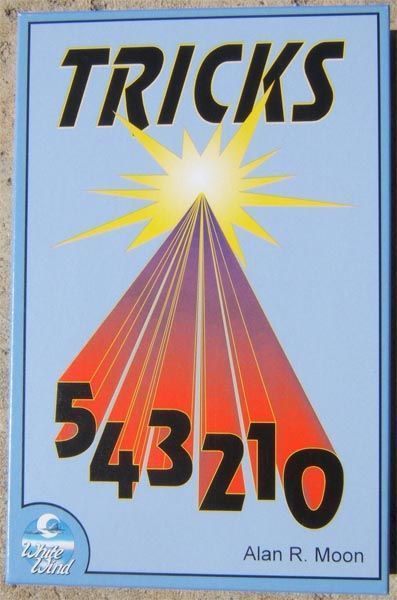 TRICKS
543210
White
Wind
Alan R. Moon